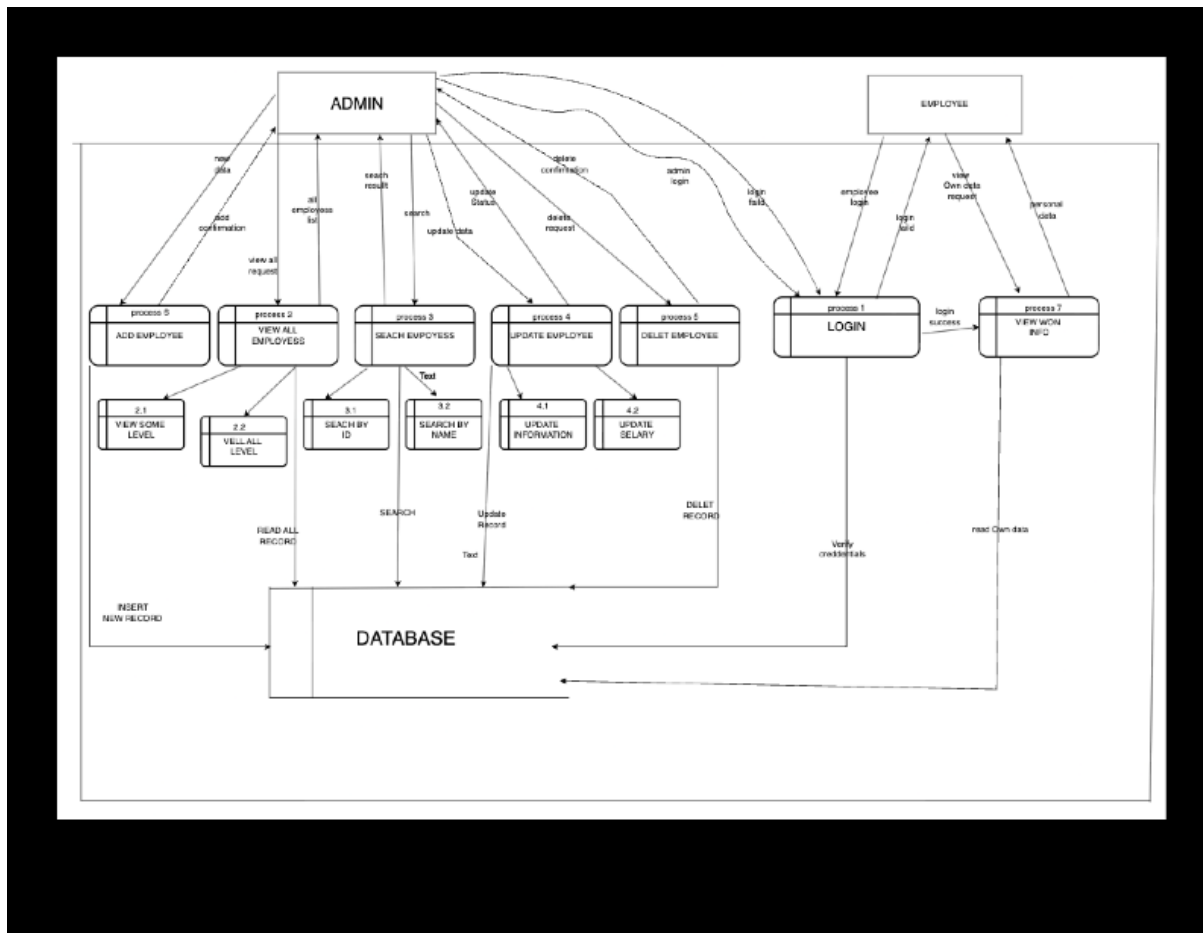 ADMIN
EMPLOYEE
new
data
add
confirmation
view all
request
all
employess
list
seach
resullt
search
update data
update
Status
delete
confirmation
delete
request
admin
login
login
faild
employee
login
login
faild
view
Own data
request
personal
data
process 6
ADD EMPLOYEE
process 2
VIEW ALL
EMPLOYESS
process 3
SEACH EMPOYESS
process 4
UPDATE EMPLOYEE
process 5
DELET EMPLOYEE
process 1
LOGIN
login
success
process 7
VIEW WON
INFO
Text
2.1
VIEW SOME
LEVEL
2.2
VELL ALL
LEVEL
3.1
SEACH BY
ID
3.2
SEARCH BY
NAME
4.1
UPDATE
INFORMATION
4.2
UPDATE
SELARY
READ ALL
RECORD
SEARCH
Update
Record
Text
DELET
RECORD
Verify
creddentials
read Own data
INSERT
NEW RECORD
DATABASE